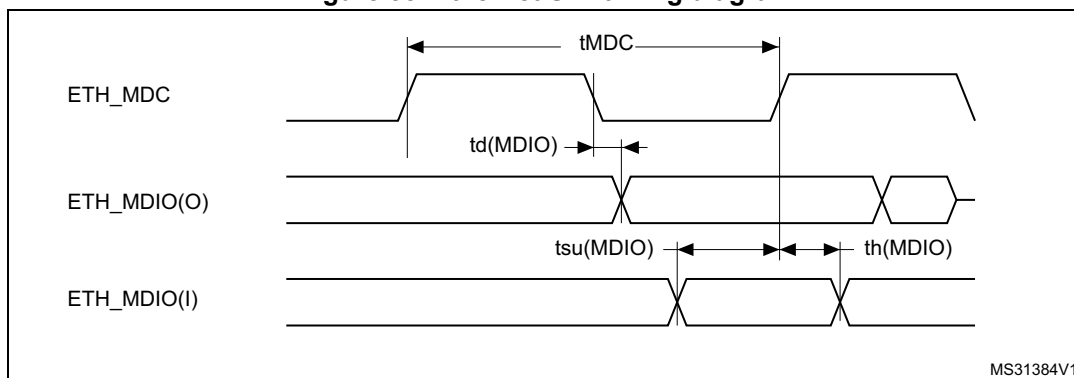 tMDC
ETH_MDC
td(MDIO)
ETH_MDIO(O)
tsu(MDIO) th(MDIO)
ETH_MDIO(I)
MS31384V1